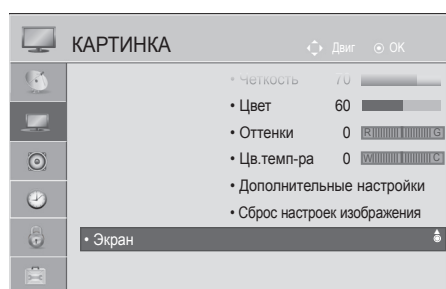 КАРТИНКА Двиг OK
• Четкость 70
• Цвет 60
• Оттенки 0 R G
• Цв.темп-ра 0 W C
• Дополнительные настройки
• Сброс настроек изображения
• Экран